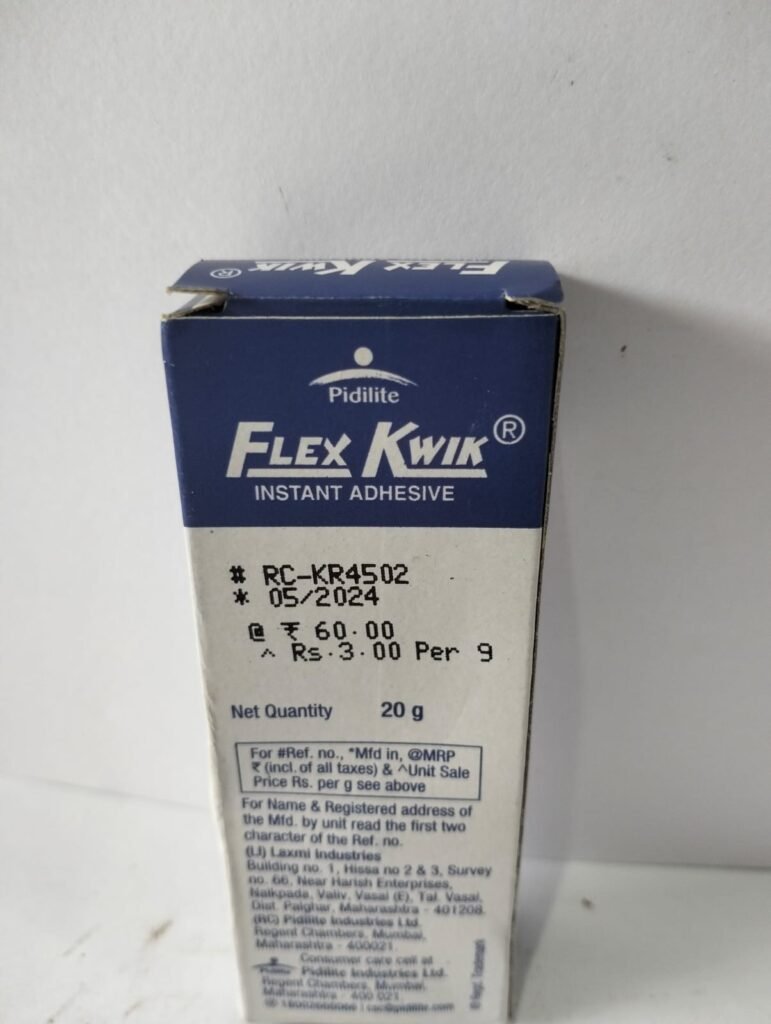 FLEX KWIK ®
Pidilite
FLEX KWIK ®
INSTANT ADHESIVE
# RC-KR4502
* 05/2024
@ ₹ 60.00
^ Rs.3.00 Per g
Net Quantity 20 g
For #Ref. no., *Mfd in, @MRP
₹ (incl. of all taxes) & ^Unit Sale
Price Rs. per g see above
For Name & Registered address of
the Mfd. by unit read the first two
character of the Ref. no.
(LJ) Laxmi Industries
Building no. 1, Hissa no 2 & 3, Survey
no. 66, Near Harish Enterprises,
Naikpada, Valiv, Vasai (E), Tal. Vasai,
Dist. Palghar, Maharashtra - 401208.
(RC) Pidilite Industries Ltd.
Regent Chambers, Mumbai,
Maharashtra - 400021.
Consumer care cell at
Pidilite Pidilite Industries Ltd.
Regent Chambers, Mumbai,
Maharashtra - 400 021.
® Regd. Trademark